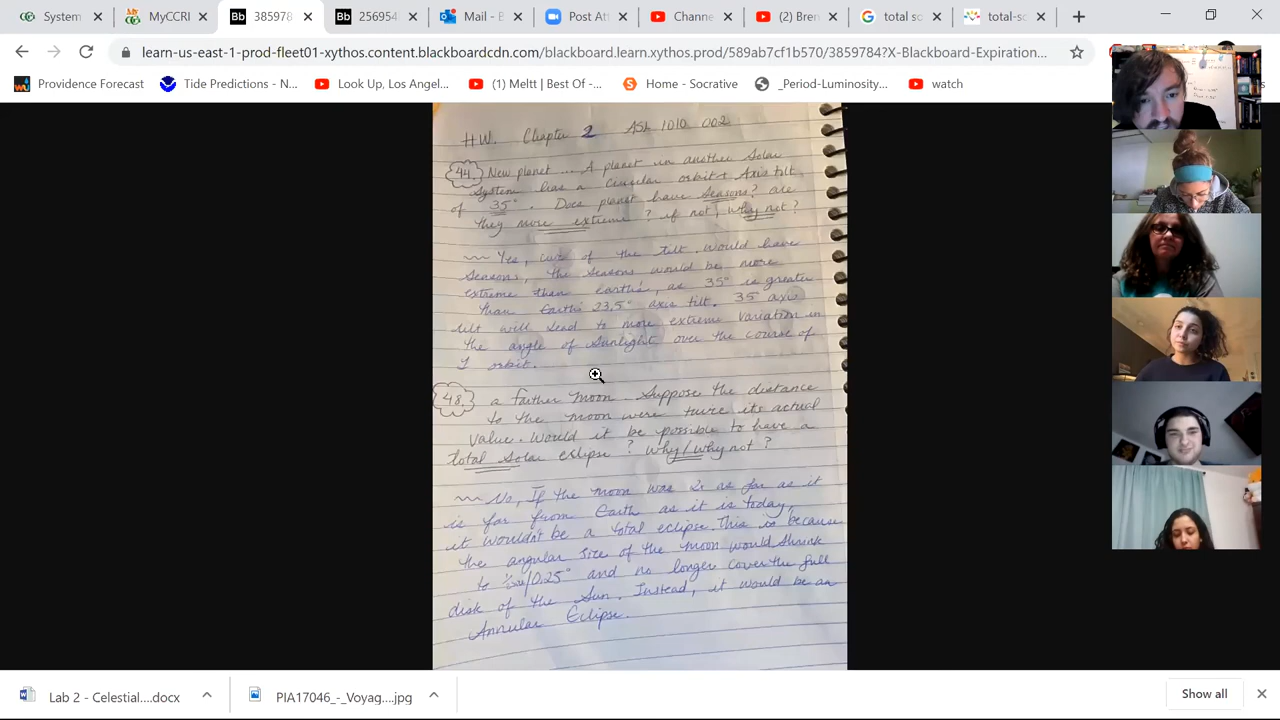 System
MyCCRI
385978
256954
Mail - B
Post Att
Channe
(2) Bren
total so
total-sc
learn-us-east-1-prod-fleet01-xythos.content.blackboardcdn.com/blackboard.learn.xythos.prod/589ab7cf1b570/3859784?X-Blackboard-Expiration...
Providence Forecast
Tide Predictions - N...
Look Up, Los Angel...
(1) Melhor Best Of -...
Home - Socrative
_Period-Luminosity...
watch
HW. Chapter 2 1010 002
44. New planet ... A planet in another Solar
System has a Circular orbit + Axis tilt
of 35°. Does planet have Seasons? are
they more extreme? if not, why not?
Yes, of the tilt. Would have
Seasons, the Seasons would be more
extreme than earth's, as 35° is greater
than Earth's 23.5° axis tilt. 35° axis
tilt will lead to more extreme variation in
the angle of Sunlight over the course of
1 orbit.
48. a farther moon. Suppose the distance
to the moon were twice its actual
value. Would it be possible to have a
total Solar eclipse? Why/Why not?
No, If the moon was 2x as far as it
is far from Earth as it is today,
it wouldn't be a total eclipse. This is because
the angular size of the moon would shrink
to 0.25° and no longer cover the full
disk of the Sun. Instead, it would be an
Annular Eclipse.
Lab 2 - Celestial....docx
PIA17046_-_Voyag....jpg
Show all